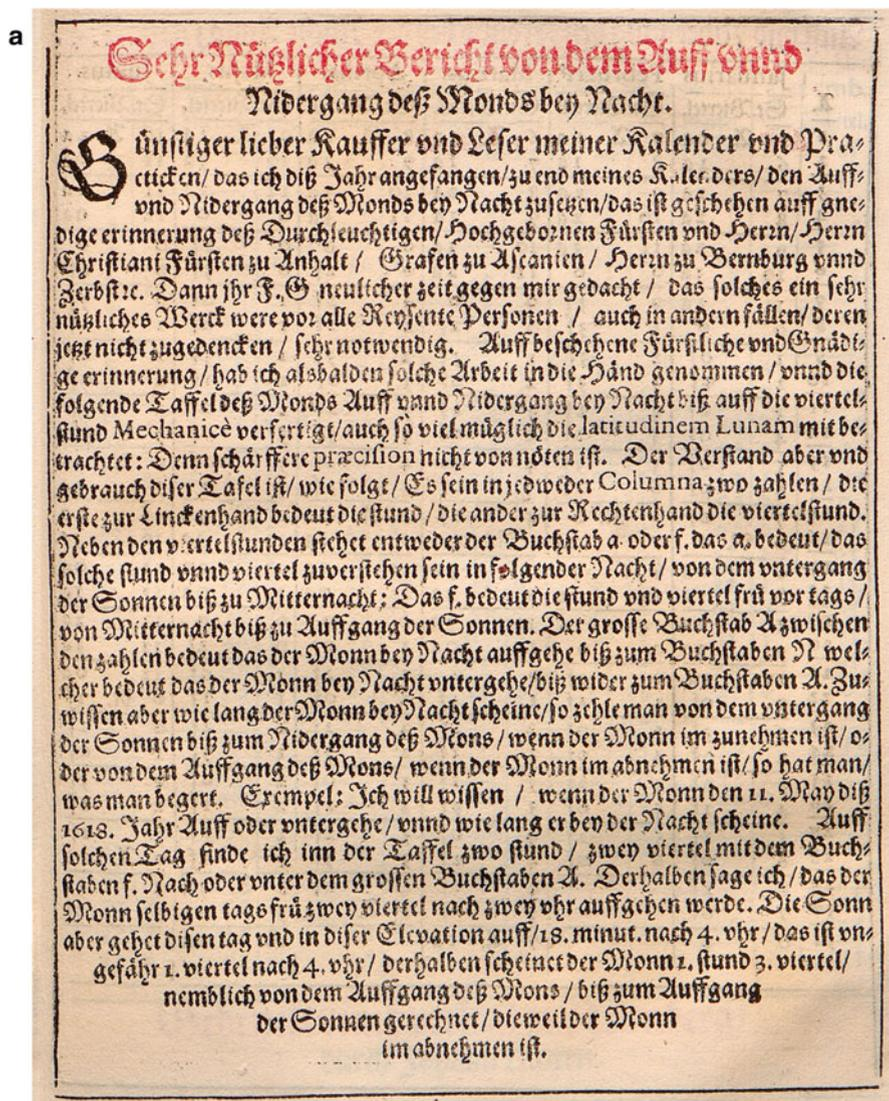 a
Sehr Nützlicher Bericht von dem Auff vnnd
Nidergang deß Monds bey Nacht.
Günstiger lieber Kauffer vnd Leser meiner Kalender vnd Pra-
cticken/ das ich diß Jahr angefangen/ zu end meines Kalenders/ den Auff-
vnd Nidergang deß Monds bey Nacht zusetzen/ das ist geschehen auff gne-
dige erinnerung deß Durchleuchtigen/ Hochgebornen Fürsten vnd Herrn/ Herrn
Christiani Fürsten zu Anhalt / Grafen zu Ascanien / Herrn zu Bernburg vnnd
Zerbst ꝛc. Dann jhr F. G neulicher zeit gegen mir gedacht / das solches ein sehr
nützliches Werck were vor alle Reysente Personen / auch in andern fällen/ deren
jetzt nicht zugedencken / sehr notwendig. Auff beschehene Fürstliche vnd Gnädi-
ge erinnerung / hab ich alsbalden solche Arbeit in die Händ genommen / vnnd die
folgende Taffel deß Monds Auff vnnd Nidergang bey Nacht biß auff die viertel-
stund Mechanicè verfertigt/ auch so viel müglich die latitudinem Lunam mit be-
trachtet: Denn schärffere præcision nicht von nöten ist. Der Verstand aber vnd
gebrauch diser Tafel ist/ wie folgt / Es sein in jedweder Columna zwo zahlen / die
erste zur Lincken hand bedeut die stund / die ander zur Rechten hand die viertelstund.
Neben den viertelstunden stehet entweder der Buchstab a. oder f. das a. bedeut/ das
solche stund vnnd viertel zuverstehen sein in folgender Nacht / von dem vntergang
der Sonnen biß zu Mitternacht: Das f. bedeut die stund vnd viertel frü vor tags /
von Mitternacht biß zu Auffgang der Sonnen. Der grosse Buchstab A zwischen
den zahlen bedeut das der Monn bey Nacht auffgehe biß zum Buchstaben N wel-
cher bedeut das der Monn bey Nacht vntergehe/ biß wider zum Buchstaben A. Zu-
wissen aber wie lang der Monn bey Nacht scheine/ so zehle man von dem vntergang
der Sonnen biß zum Nidergang deß Mons / wenn der Monn im zunehmen ist / o-
der von dem Auffgang deß Mons/ wenn der Monn im abnehmen ist/ so hat man/
was man begert. Exempel: Ich will wissen / wenn der Monn den 11. May diß
1618. Jahr Auff oder vntergehe / vnnd wie lang er bey der Nacht scheine. Auff
solchen Tag finde ich inn der Taffel zwo stund / zwey viertel mit dem Buch-
staben f. Nach oder vnter dem grossen Buchstaben A. Derhalben sage ich / das der
Monn selbigen tags frü zwey viertel nach zwey vhr auffgehen werde. Die Sonn
aber gehet disen tag vnd in diser Elevation auff/ 18. minut. nach 4. vhr / das ist vn-
gefähr 1. viertel nach 4. vhr / derhalben scheinet der Monn 1. stund 3. viertel/
nemblich von dem Auffgang deß Mons / biß zum Auffgang
der Sonnen gerechnet / dieweil der Monn
im abnehmen ist.